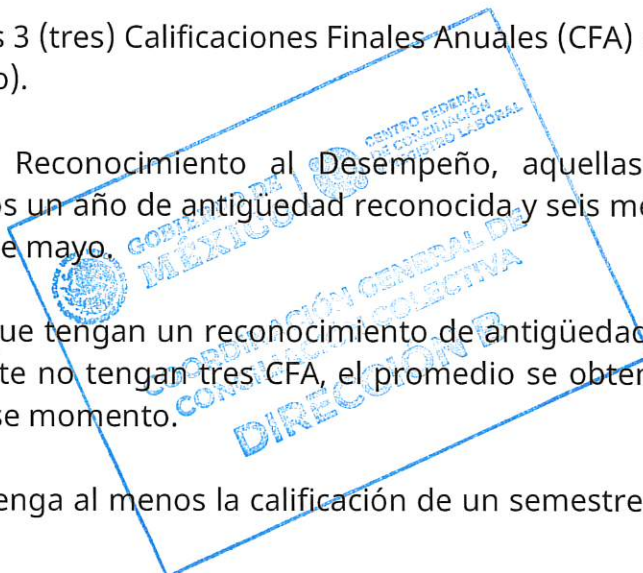 s 3 (tres) Calificaciones Finales Anuales (CFA)
o).
Reconocimiento al Desempeño, aquellas
os un año de antigüedad reconocida y seis me
e mayo.
ue tengan un reconocimiento de antigüedad
te no tengan tres CFA, el promedio se obten
se momento.
enga al menos la calificación de un semestre
GOBIERNO DE
MÉXICO
CENTRO FEDERAL
DE CONCILIACIÓN
Y REGISTRO LABORAL
COORDINACIÓN GENERAL DE
CONCILIACIÓN COLECTIVA
DIRECCIÓN B